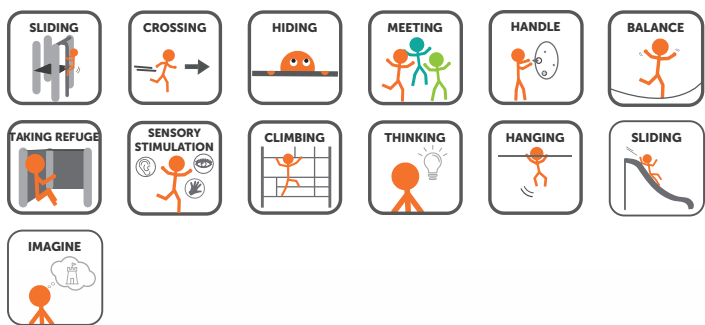 SLIDING
CROSSING
HIDING
MEETING
HANDLE
BALANCE
TAKING REFUGE
SENSORY
STIMULATION
CLIMBING
THINKING
HANGING
SLIDING
IMAGINE